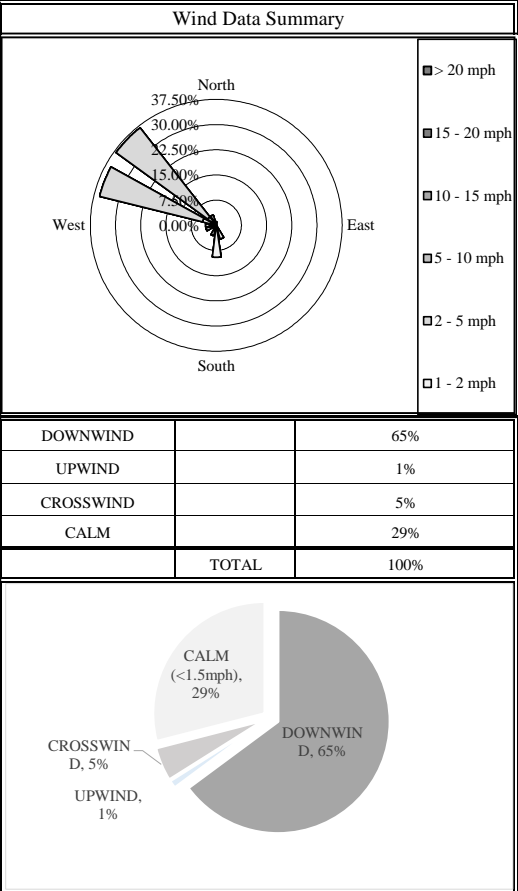 Wind Data Summary
North
37.50%
30.00%
22.50%
15.00%
7.50%
0.00%
West
East
South
> 20 mph
15 - 20 mph
10 - 15 mph
5 - 10 mph
2 - 5 mph
1 - 2 mph
DOWNWIND 65%
UPWIND 1%
CROSSWIND 5%
CALM 29%
TOTAL 100%
CALM
(<1.5mph),
29%
DOWNWIN
D, 65%
CROSSWIN
D, 5%
UPWIND,
1%